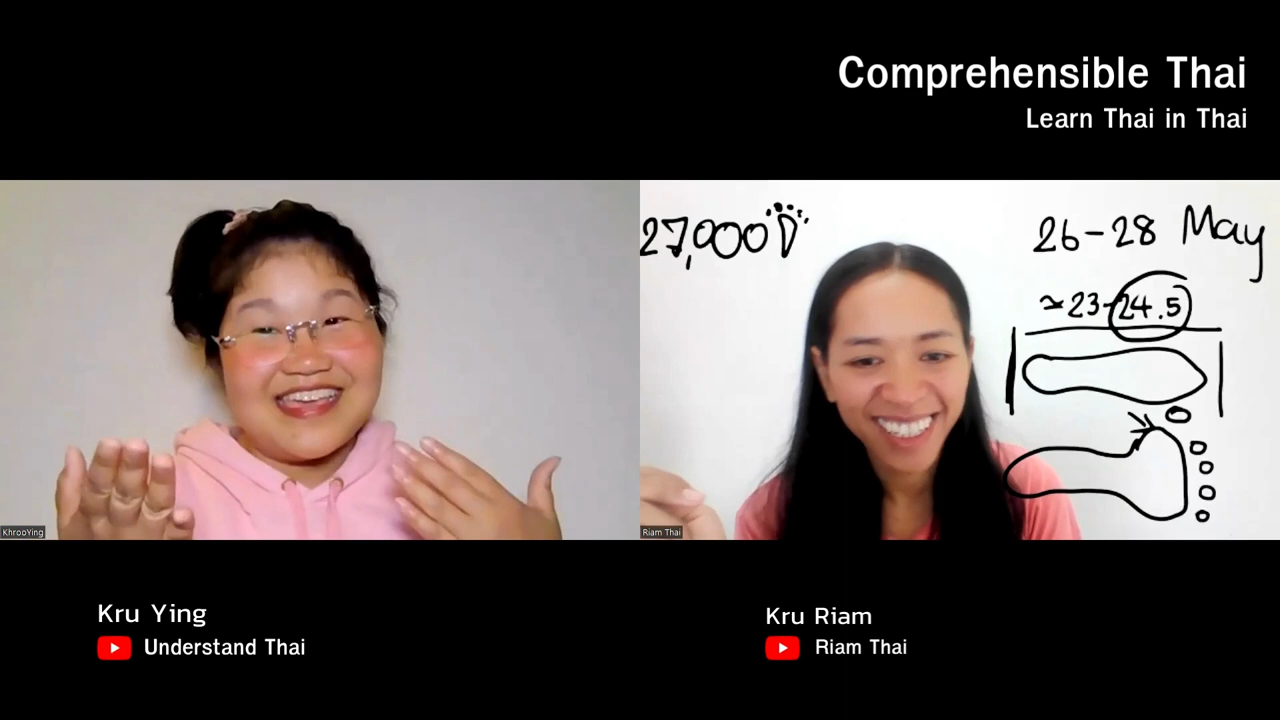 Comprehensible Thai
Learn Thai in Thai
27,000
26-28 May
≃23-24.5
KhrooYing
Riam Thai
Kru Ying
Understand Thai
Kru Riam
Riam Thai